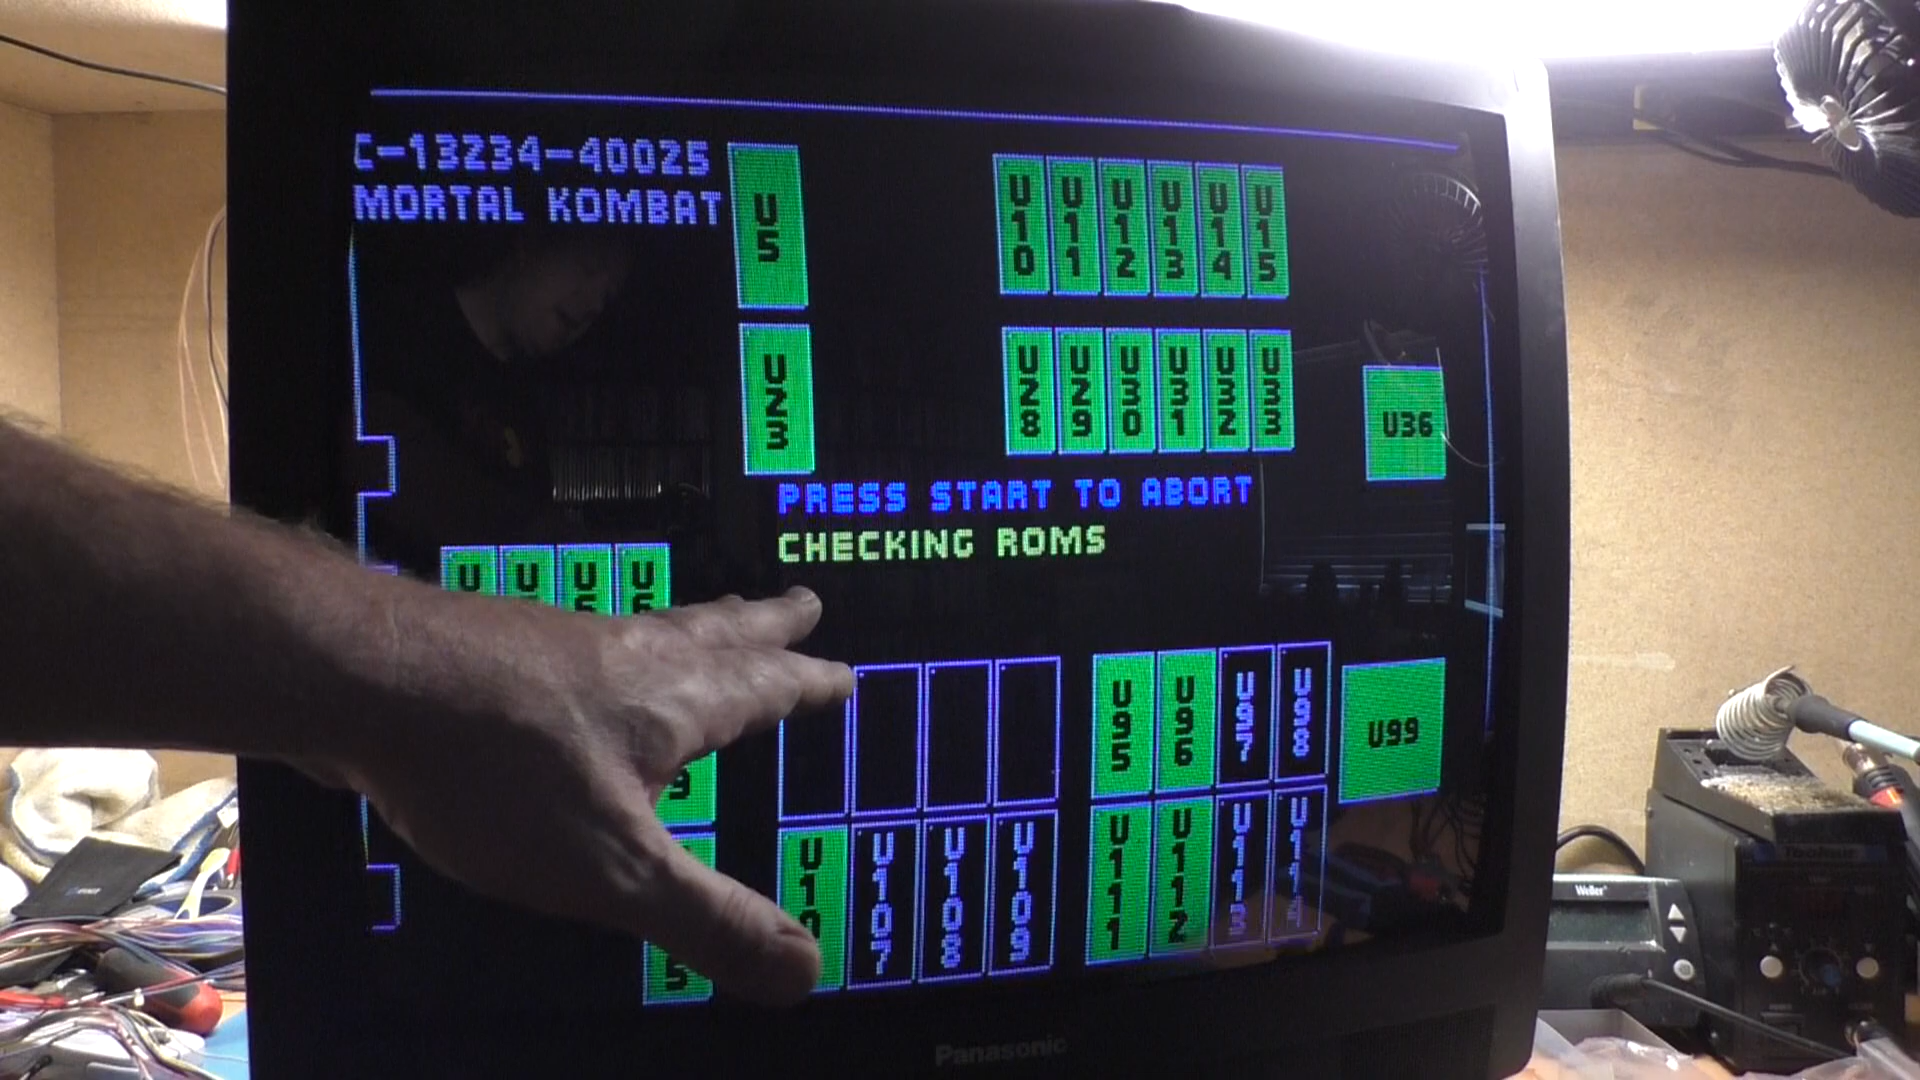 C-13234-40025
MORTAL KOMBAT
U5
U10 U11 U12 U13 U14 U15
U23
U28 U29 U30 U31 U32 U33
U36
PRESS START TO ABORT
CHECKING ROMS
U95 U96 U97 U98
U99
U107 U108 U109
U111 U112 U113 U114
Weller
Panasonic